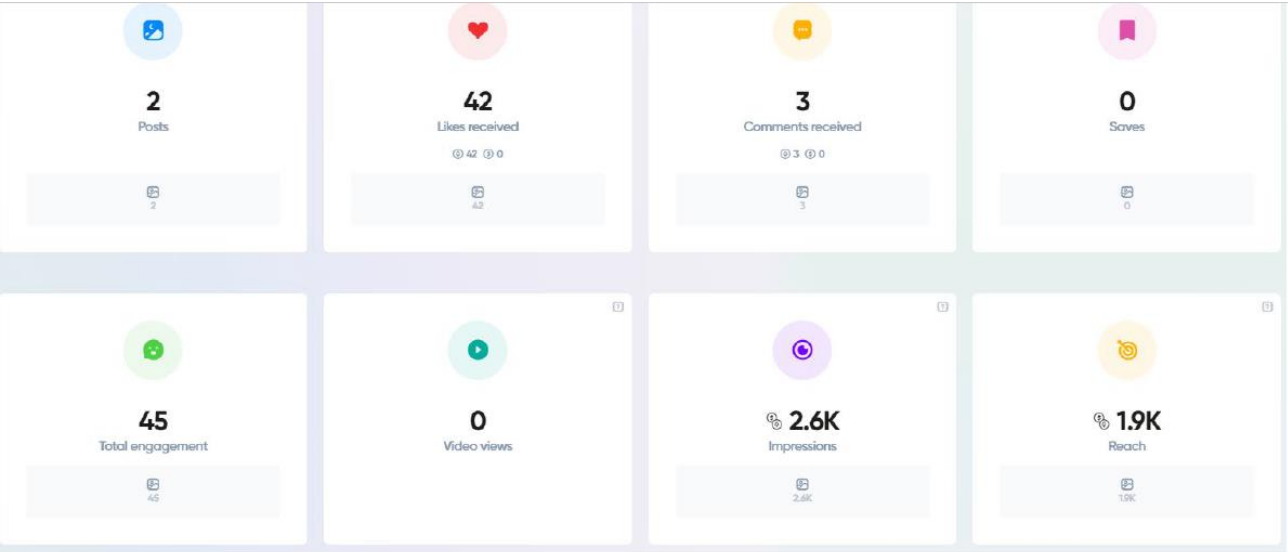 2
Posts
2
42
Likes received
42 0
42
3
Comments received
3 0
3
0
Saves
0
45
Total engagement
45
0
Video views
2.6K
Impressions
2.6K
1.9K
Reach
1.9K